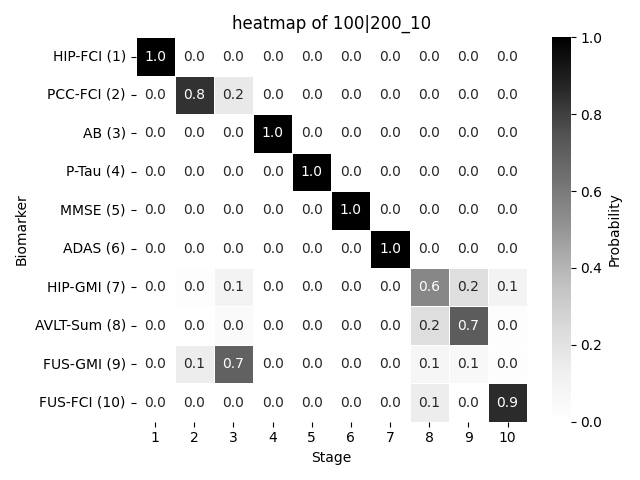 heatmap of 100|200_10
HIP-FCI (1) 1.0 0.0 0.0 0.0 0.0 0.0 0.0 0.0 0.0 0.0
PCC-FCI (2) 0.0 0.8 0.2 0.0 0.0 0.0 0.0 0.0 0.0 0.0
AB (3) 0.0 0.0 0.0 1.0 0.0 0.0 0.0 0.0 0.0 0.0
P-Tau (4) 0.0 0.0 0.0 0.0 1.0 0.0 0.0 0.0 0.0 0.0
MMSE (5) 0.0 0.0 0.0 0.0 0.0 1.0 0.0 0.0 0.0 0.0
ADAS (6) 0.0 0.0 0.0 0.0 0.0 0.0 1.0 0.0 0.0 0.0
HIP-GMI (7) 0.0 0.0 0.1 0.0 0.0 0.0 0.0 0.6 0.2 0.1
AVLT-Sum (8) 0.0 0.0 0.0 0.0 0.0 0.0 0.0 0.2 0.7 0.0
FUS-GMI (9) 0.0 0.1 0.7 0.0 0.0 0.0 0.0 0.1 0.1 0.0
FUS-FCI (10) 0.0 0.0 0.0 0.0 0.0 0.0 0.0 0.1 0.0 0.9
1 2 3 4 5 6 7 8 9 10
Stage
Biomarker
1.0
0.8
0.6
0.4
0.2
0.0
Probability